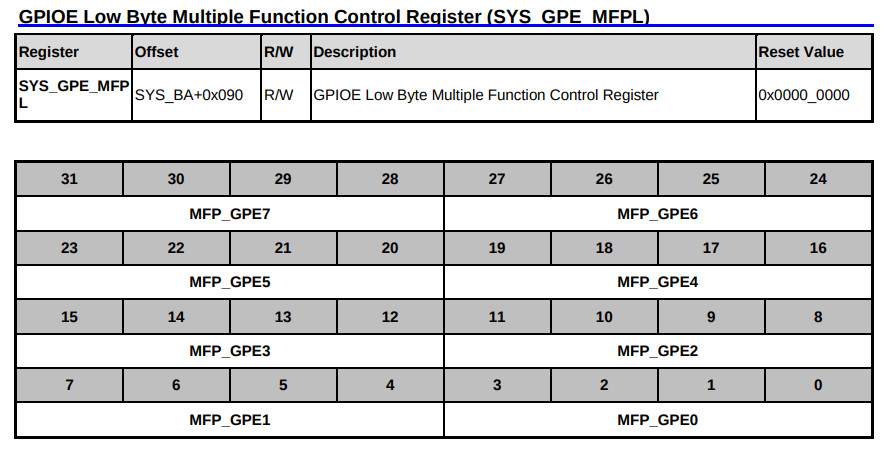 GPIOE Low Byte Multiple Function Control Register (SYS_GPE_MFPL)
Register Offset R/W Description Reset Value
SYS_GPE_MFP
L SYS_BA+0x090 R/W GPIOE Low Byte Multiple Function Control Register 0x0000_0000
31 30 29 28 27 26 25 24
MFP_GPE7 MFP_GPE6
23 22 21 20 19 18 17 16
MFP_GPE5 MFP_GPE4
15 14 13 12 11 10 9 8
MFP_GPE3 MFP_GPE2
7 6 5 4 3 2 1 0
MFP_GPE1 MFP_GPE0